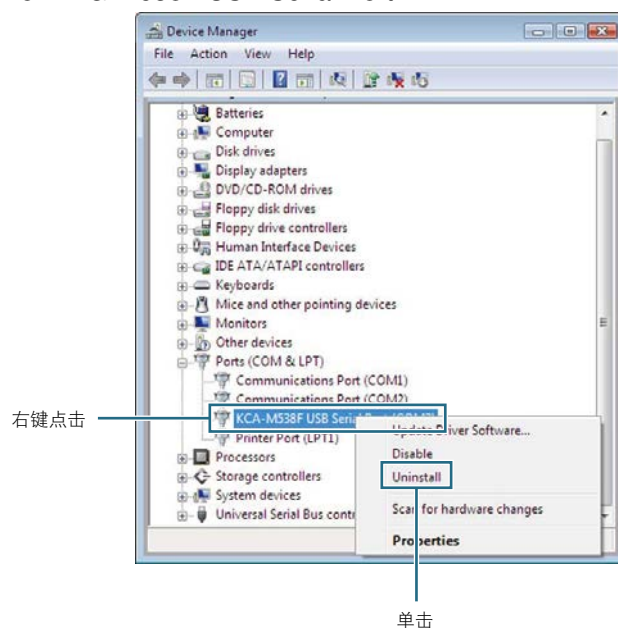 Device Manager
File Action View Help
Batteries
Computer
Disk drives
Display adapters
DVD/CD-ROM drives
Floppy disk drives
Floppy drive controllers
Human Interface Devices
IDE ATA/ATAPI controllers
Keyboards
Mice and other pointing devices
Monitors
Other devices
Ports (COM & LPT)
Communications Port (COM1)
Communications Port (COM2)
右键点击
KCA-M538F USB Serial Port
Update Driver Software...
Printer Port (LPT1)
Disable
Processors
Uninstall
Storage controllers
System devices
Scan for hardware changes
Universal Serial Bus contr
Properties
单击